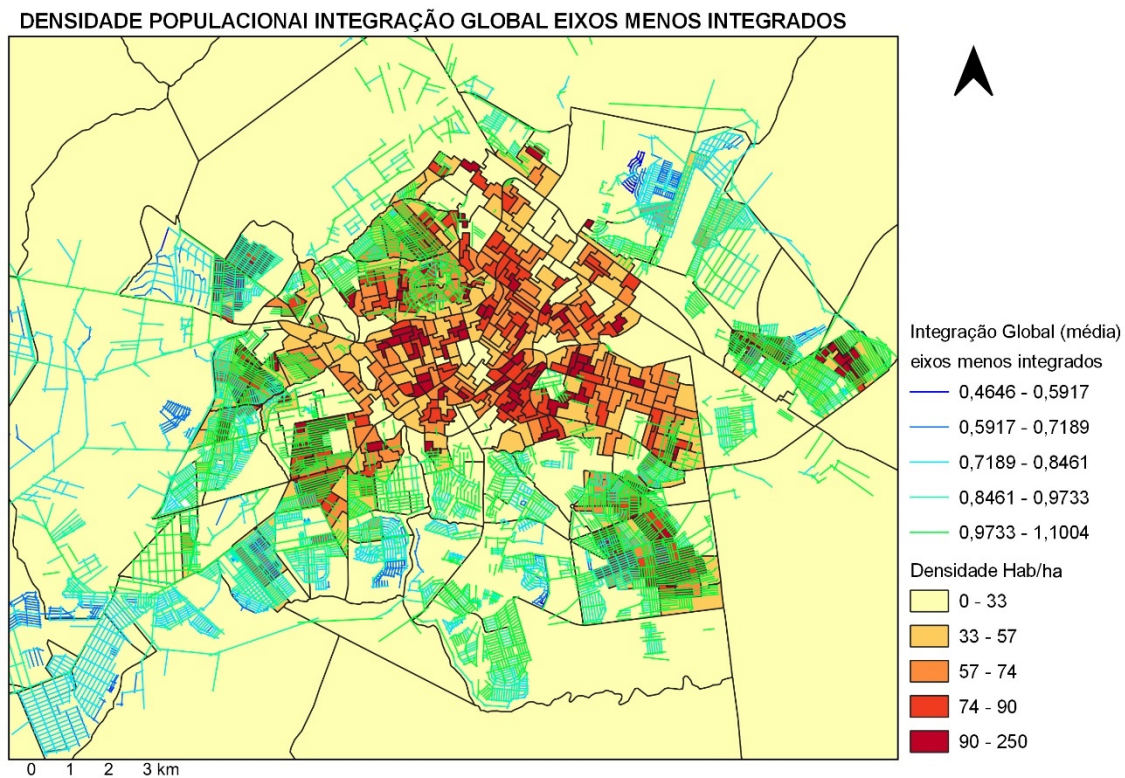 DENSIDADE POPULACIONAl INTEGRAÇÃO GLOBAL EIXOS MENOS INTEGRADOS
Integração Global (média)
eixos menos integrados
0,4646 - 0,5917
0,5917 - 0,7189
0,7189 - 0,8461
0,8461 - 0,9733
0,9733 - 1,1004
Densidade Hab/ha
0 - 33
33 - 57
57 - 74
74 - 90
90 - 250
0 1 2 3 km